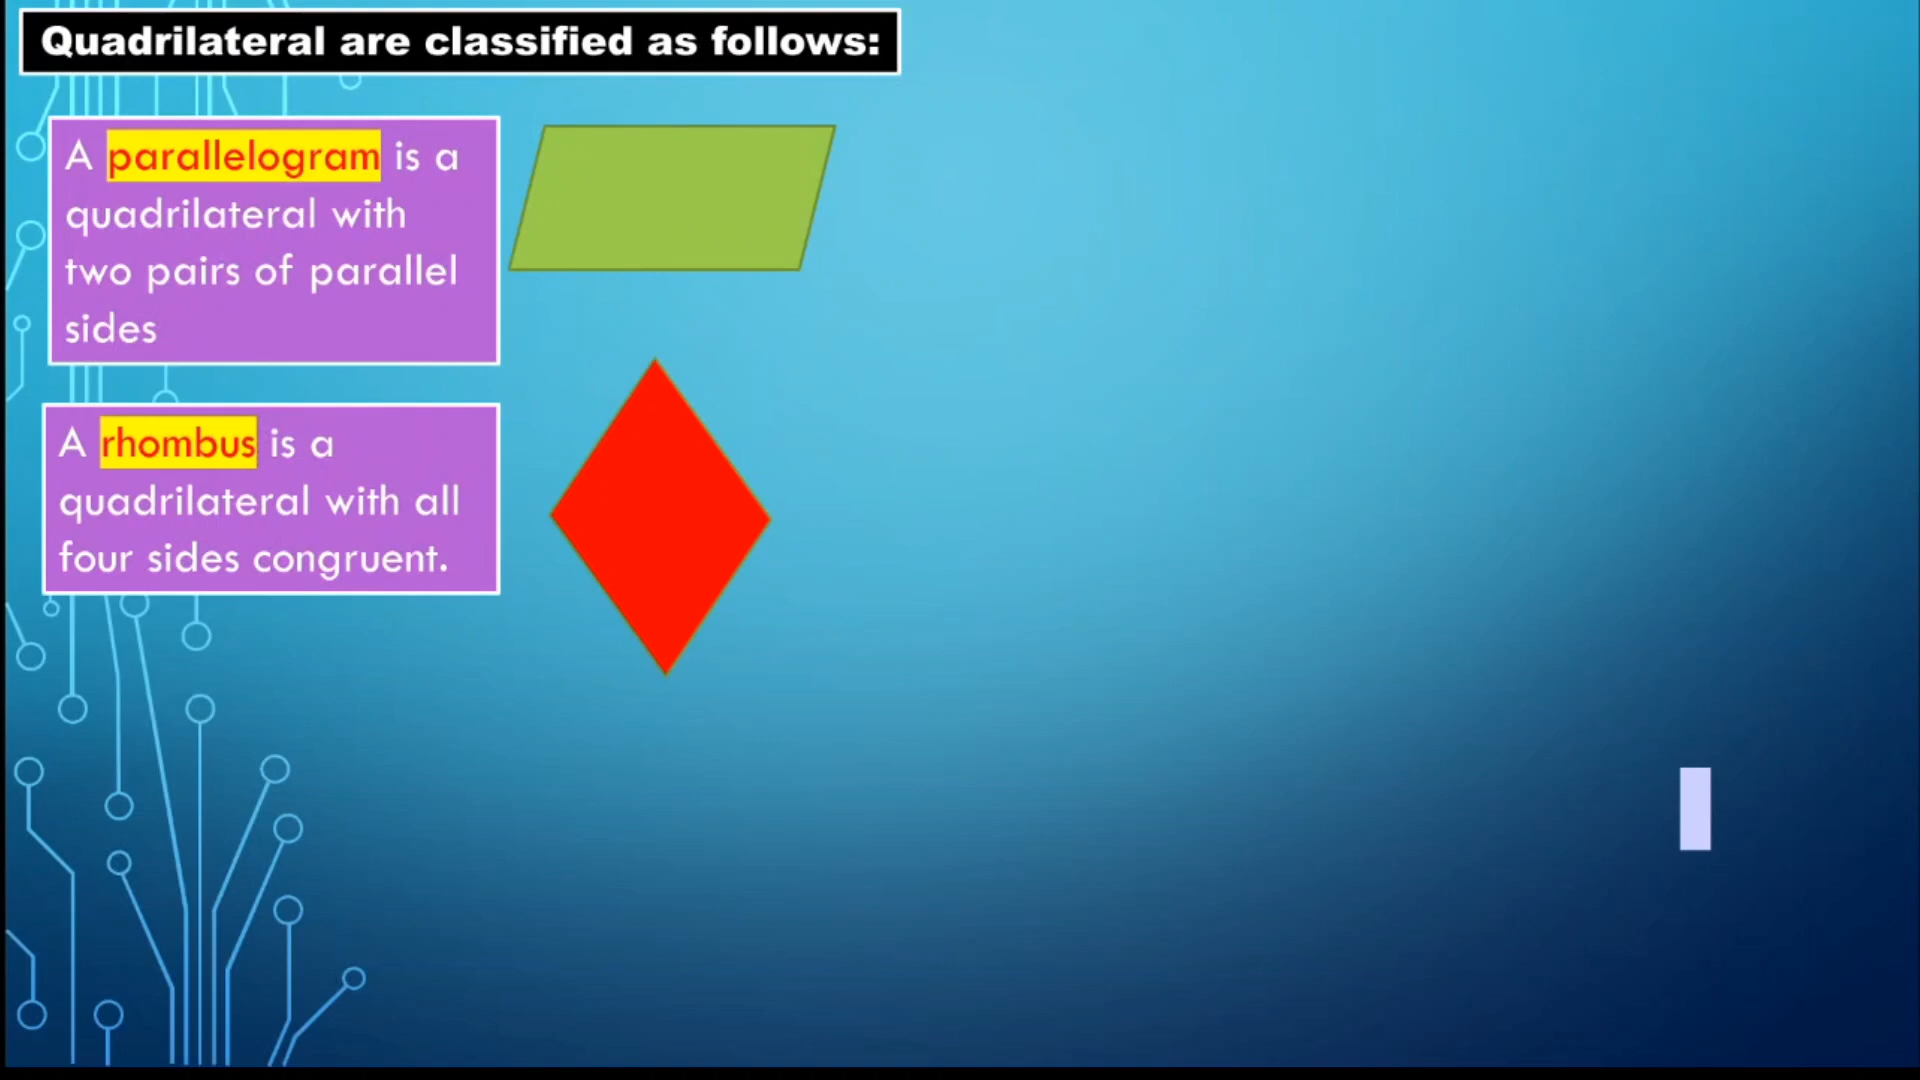 Quadrilateral are classified as follows:
A parallelogram is a
quadrilateral with
two pairs of parallel
sides
A rhombus is a
quadrilateral with all
four sides congruent.